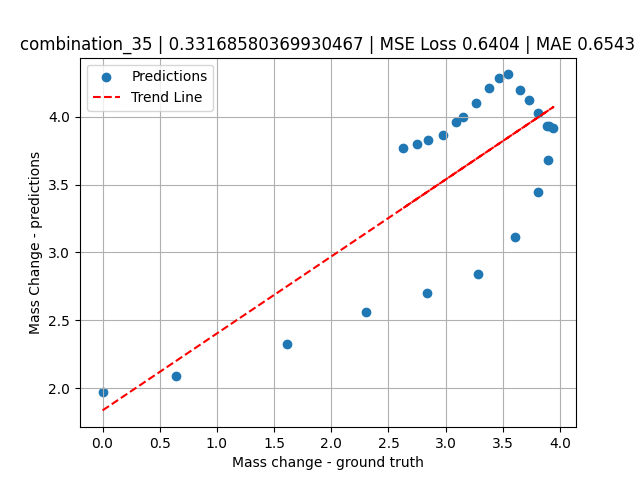 combination_35 | 0.33168580369930467 | MSE Loss 0.6404 | MAE 0.6543
Predictions
Trend Line
4.0
3.5
3.0
2.5
2.0
Mass Change - predictions
0.0 0.5 1.0 1.5 2.0 2.5 3.0 3.5 4.0
Mass change - ground truth